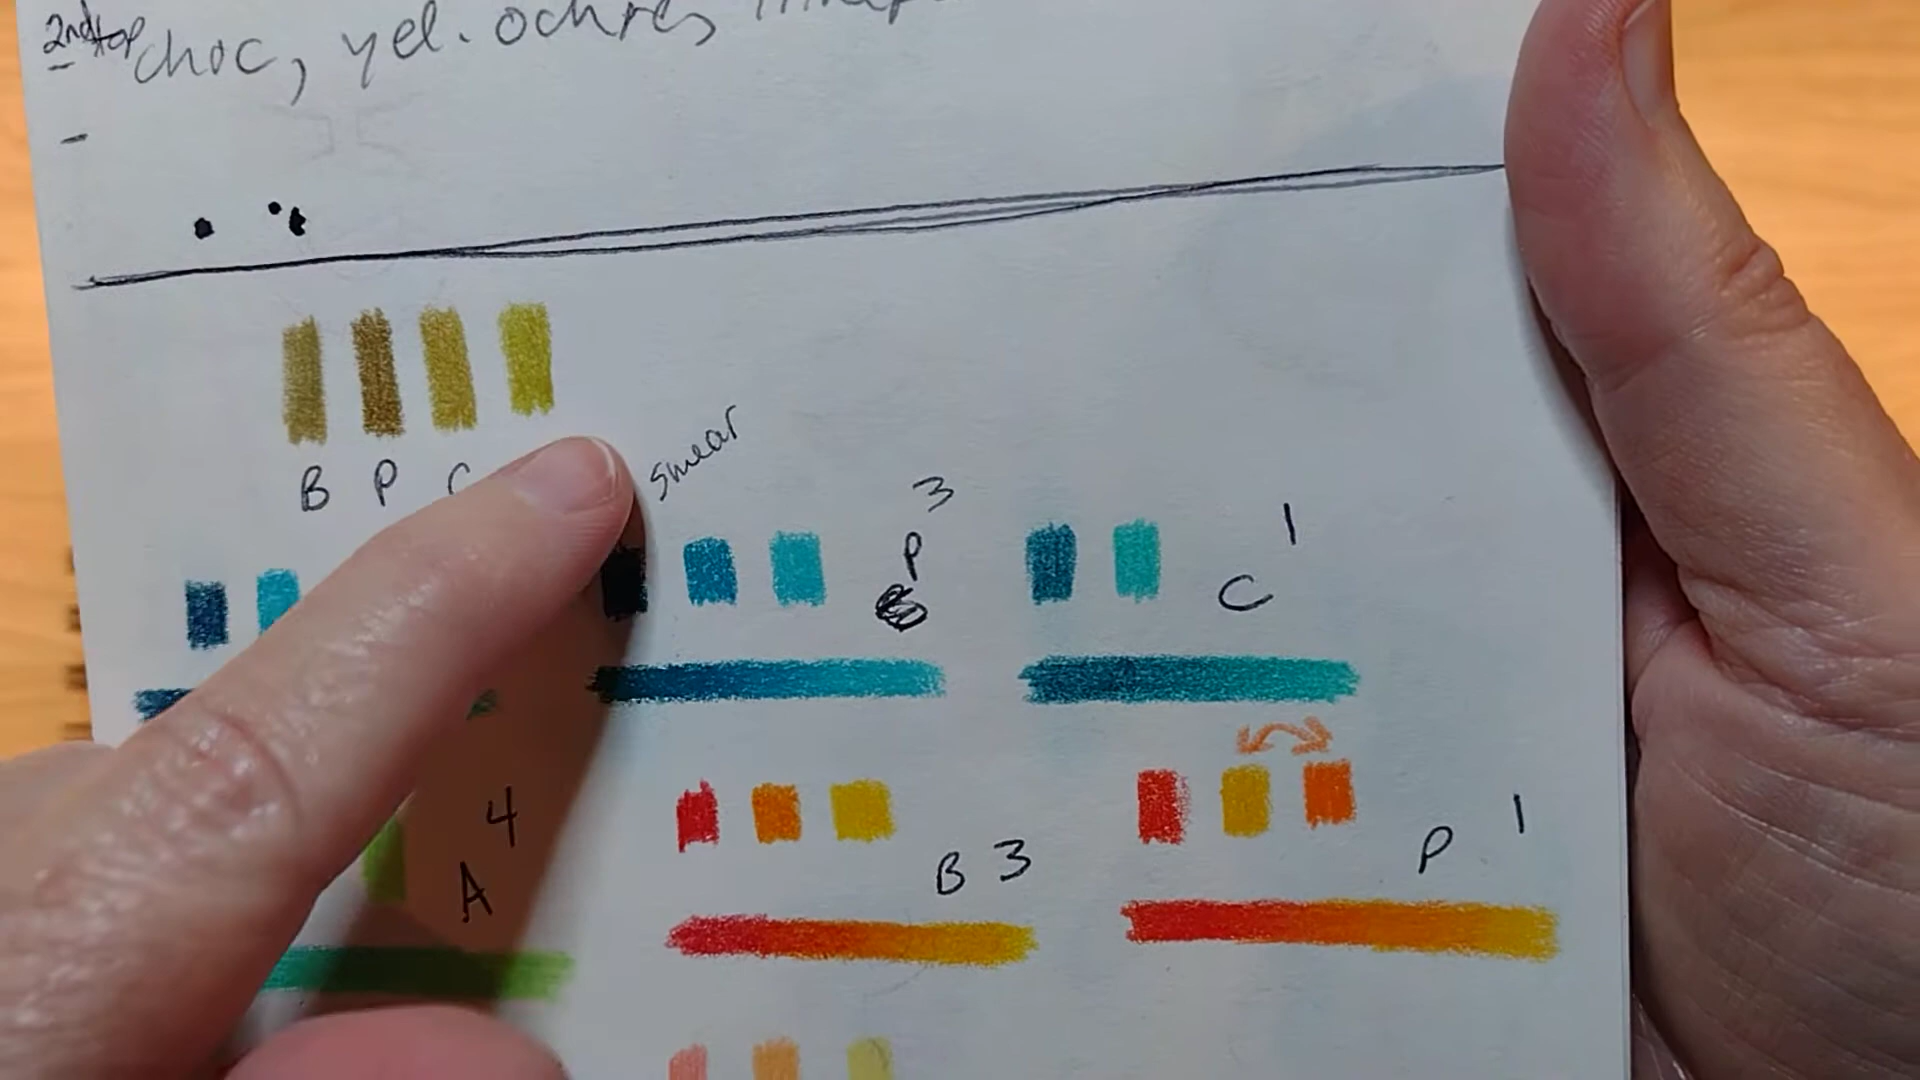 2nd top
choc, yel. ochres
B P C
smear
P 3
C 1
A 4
B 3
P 1